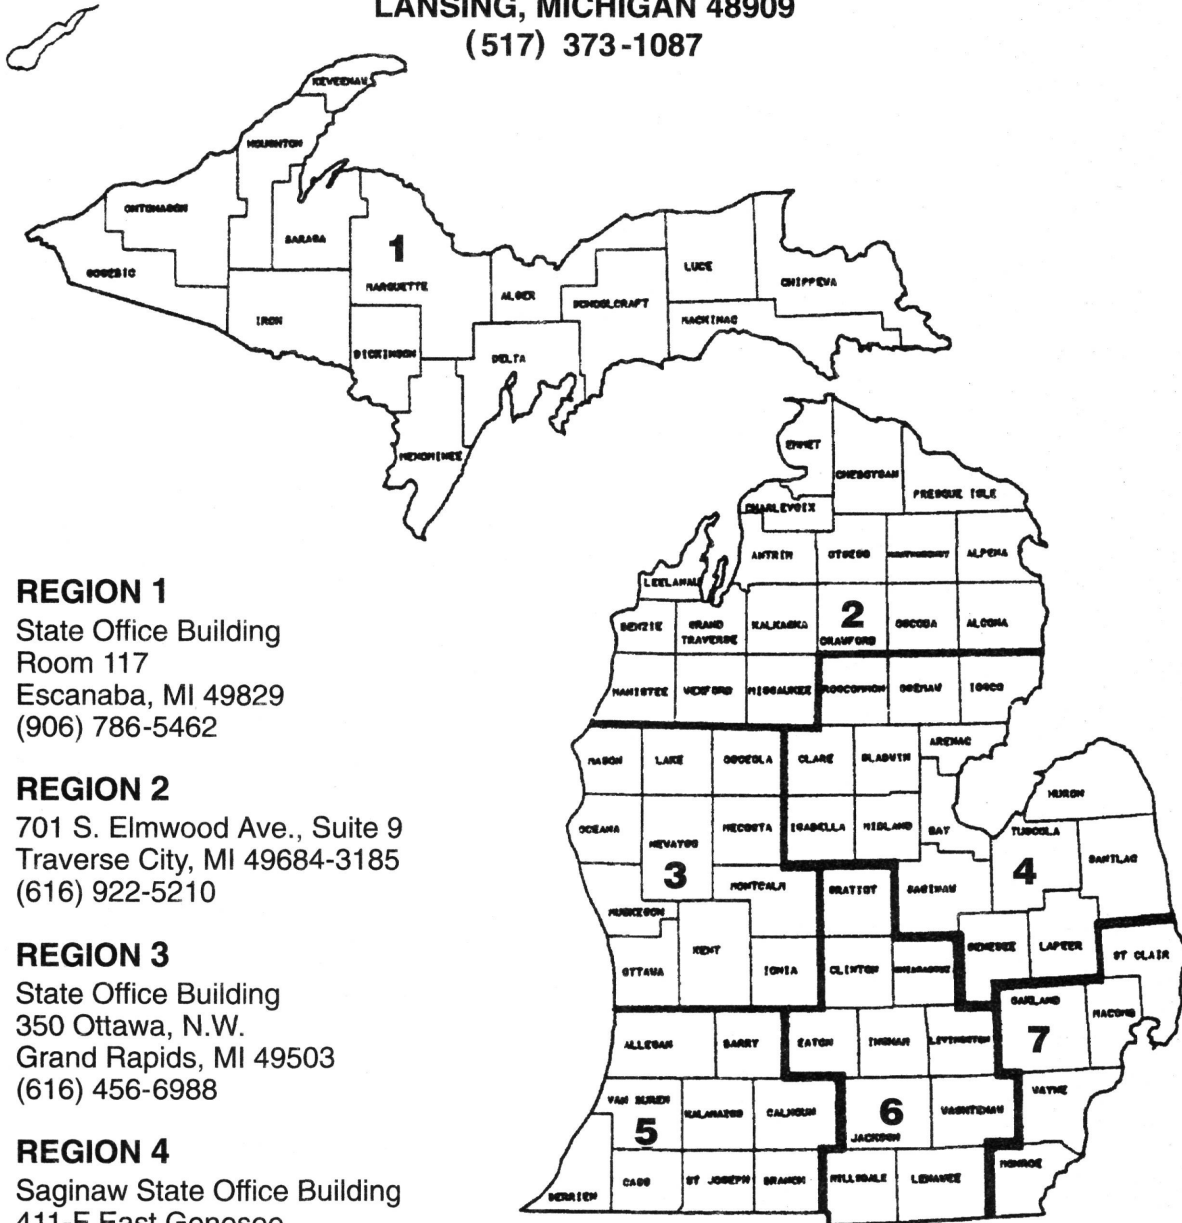 LANSING, MICHIGAN 48909
(517) 373-1087
KEWEENAW
HOUGHTON
ONTONAGON
BARAGA
1
GOGEBIC
MARQUETTE
LUCE
CHIPPEWA
ALGER
SCHOOLCRAFT
IRON
MACKINAC
DICKINSON
DELTA
MENOMINEE
EMMET
CHEBOYGAN
PRESQUE ISLE
CHARLEVOIX
ANTRIM
OTSEGO
ALPENA
LEELANAU
BENZIE
GRAND
TRAVERSE
KALKASKA
2
CRAWFORD
OSCODA
ALCONA
MANISTEE
WEXFORD
MISSAUKEE
ROSCOMMON
OGEMAW
IOSCO
MASON
LAKE
OSCEOLA
CLARE
GLADWIN
ARENAC
HURON
OCEANA
NEWAYGO
MECOSTA
ISABELLA
MIDLAND
BAY
TUSCOLA
SANILAC
3
4
MONTCALM
GRATIOT
SAGINAW
MUSKEGON
KENT
GENESEE
LAPEER
ST CLAIR
OTTAWA
IONIA
CLINTON
OAKLAND
MACOMB
7
ALLEGAN
BARRY
EATON
INGHAM
LIVINGSTON
VAN BUREN
KALAMAZOO
CALHOUN
6
JACKSON
WASHTENAW
WAYNE
5
BERRIEN
CASS
ST JOSEPH
BRANCH
HILLSDALE
LENAWEE
MONROE
REGION 1
State Office Building
Room 117
Escanaba, MI 49829
(906) 786-5462
REGION 2
701 S. Elmwood Ave., Suite 9
Traverse City, MI 49684-3185
(616) 922-5210
REGION 3
State Office Building
350 Ottawa, N.W.
Grand Rapids, MI 49503
(616) 456-6988
REGION 4
Saginaw State Office Building
411-F East Genesee